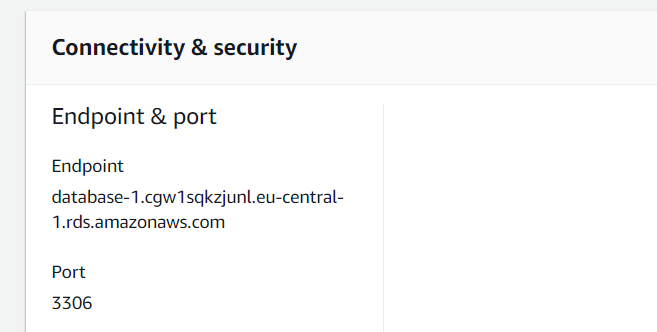 Connectivity & security
Endpoint & port
Endpoint
database-1.cgw1sqkzjunl.eu-central-
1.rds.amazonaws.com
Port
3306